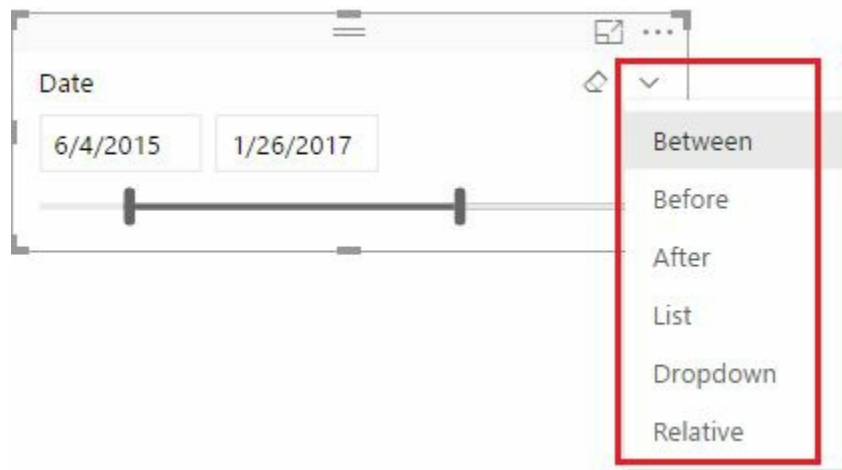 Date
6/4/2015 1/26/2017
Between
Before
After
List
Dropdown
Relative